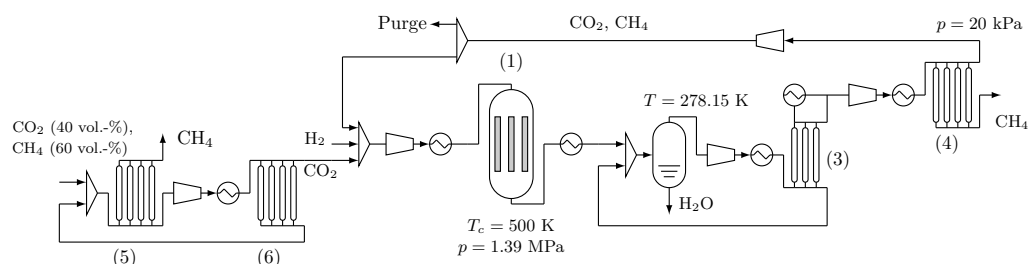 Purge
CO₂, CH₄
p = 20 kPa
(1)
T = 278.15 K
CO₂ (40 vol.-%),
CH₄ (60 vol.-%)
CH₄
H₂
CO₂
(3)
(4)
CH₄
H₂O
T_c = 500 K
p = 1.39 MPa
(5)
(6)